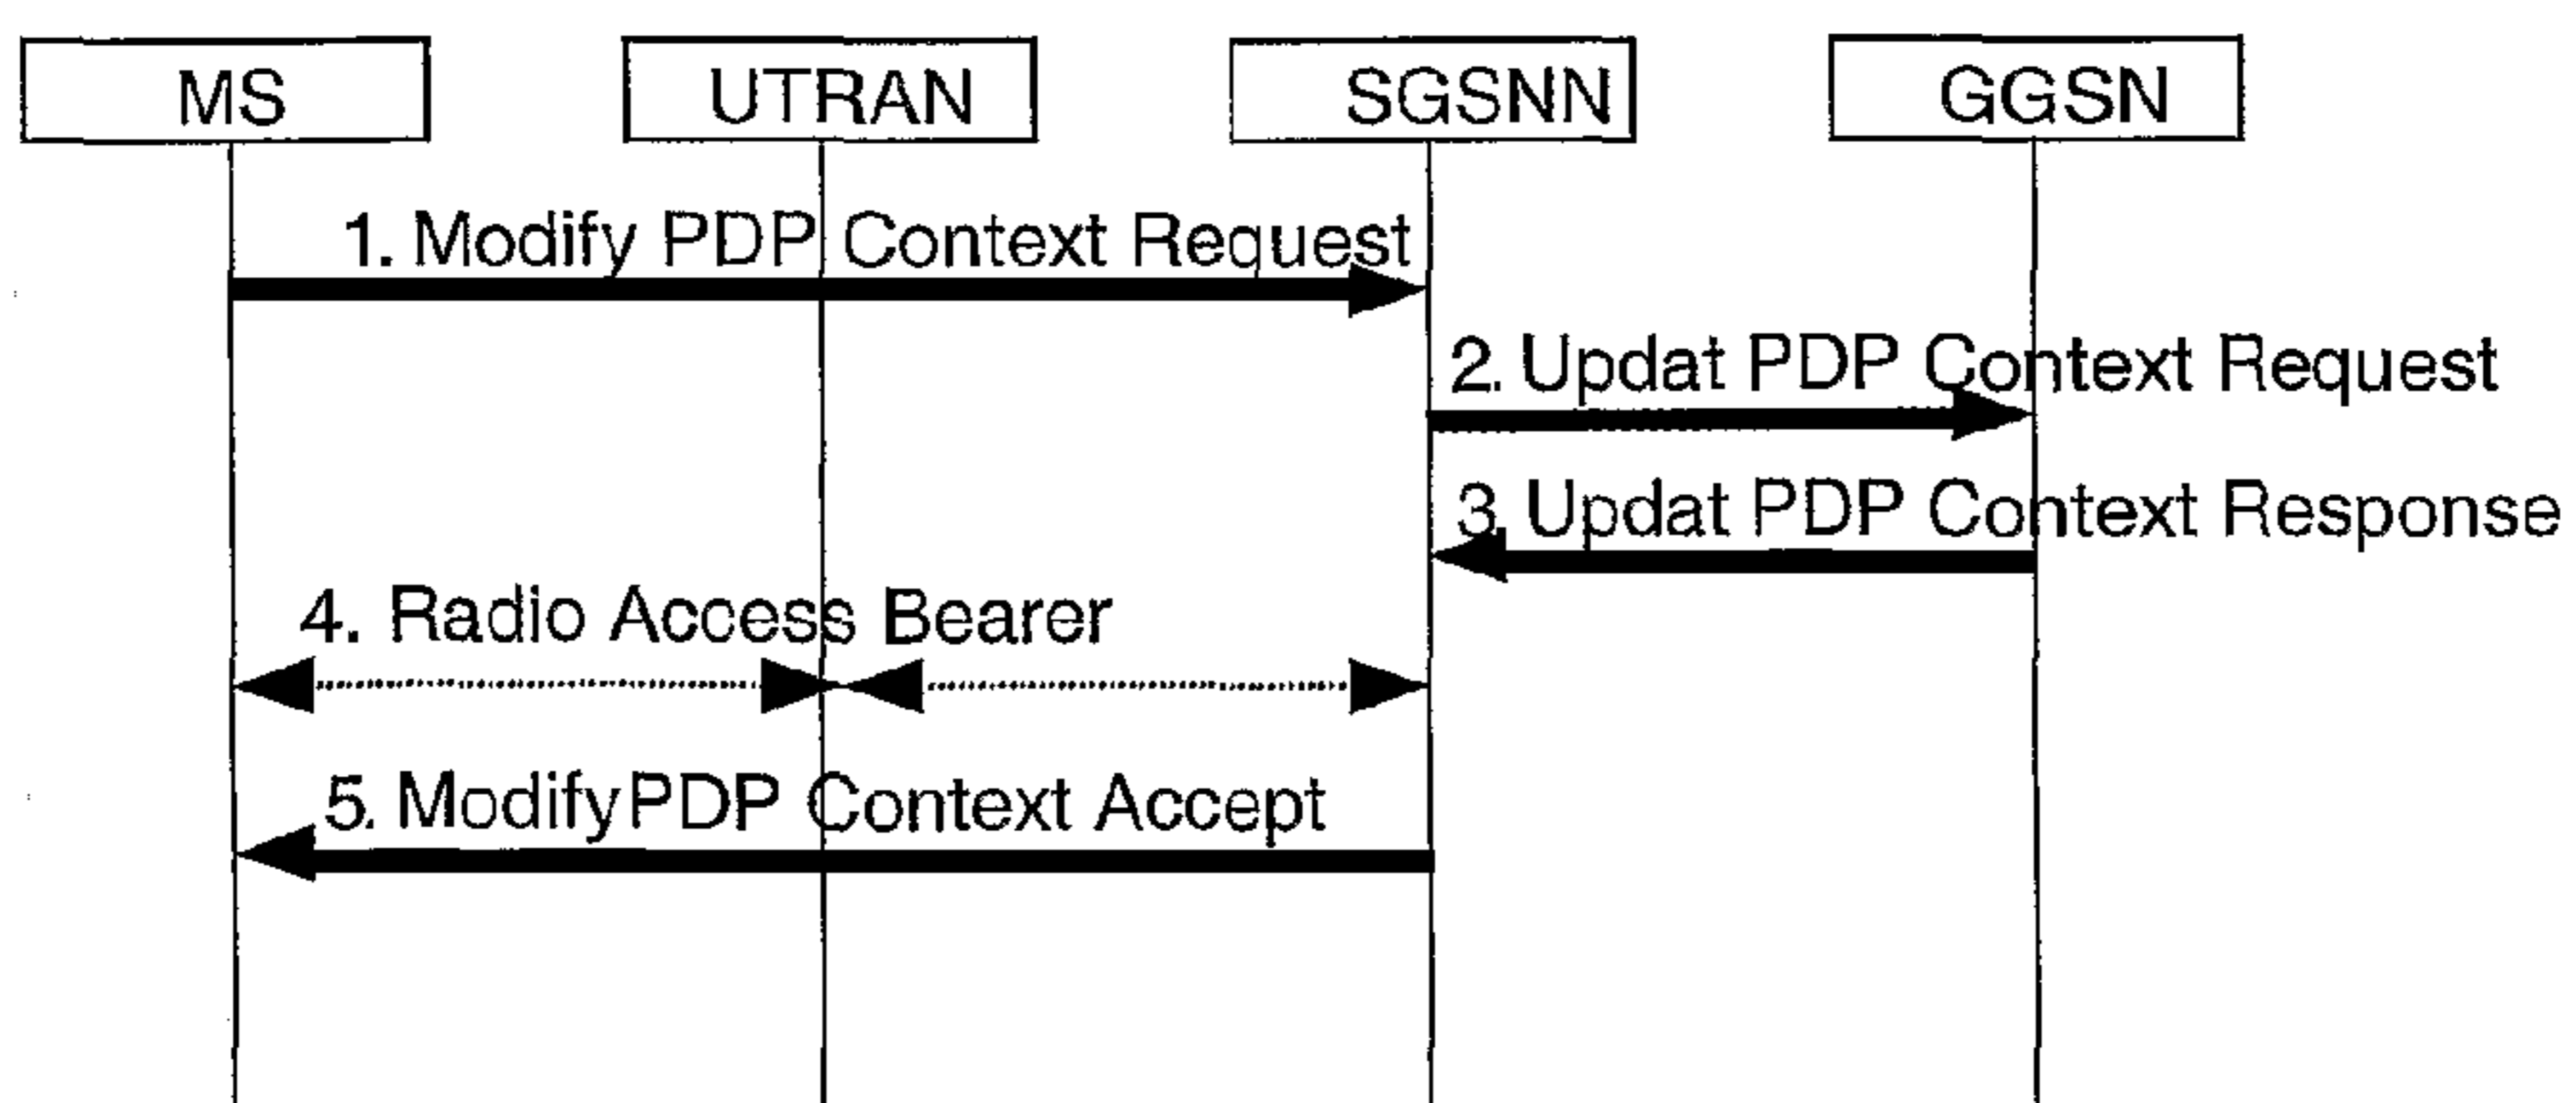 MS UTRAN SGSNN GGSN
1. Modify PDP Context Request
2. Updat PDP Context Request
3. Updat PDP Context Response
4. Radio Access Bearer
5. ModifyPDP Context Accept